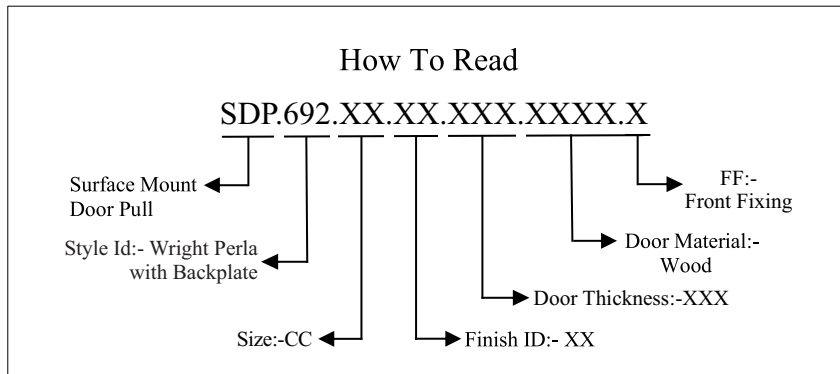 How To Read
SDP.692.XX.XX.XXX.XXXX.X
Surface Mount
Door Pull
FF:-
Front Fixing
Style Id:- Wright Perla
with Backplate
Door Material:-
Wood
Door Thickness:-XXX
Size:-CC
Finish ID:- XX